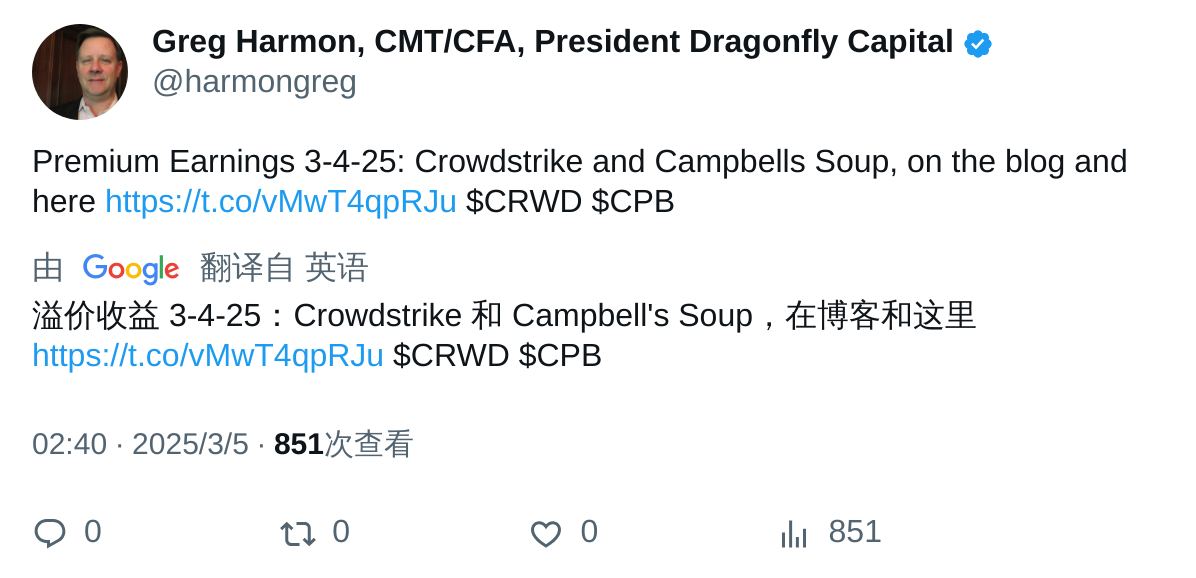 Greg Harmon, CMT/CFA, President Dragonfly Capital
@harmongreg
Premium Earnings 3-4-25: Crowdstrike and Campbells Soup, on the blog and
here https://t.co/vMwT4qpRJu $CRWD $CPB
由 Google 翻译自 英语
溢价收益 3-4-25：Crowdstrike 和 Campbell's Soup，在博客和这里
https://t.co/vMwT4qpRJu $CRWD $CPB
02:40 · 2025/3/5 · 851次查看
0 0 0 851